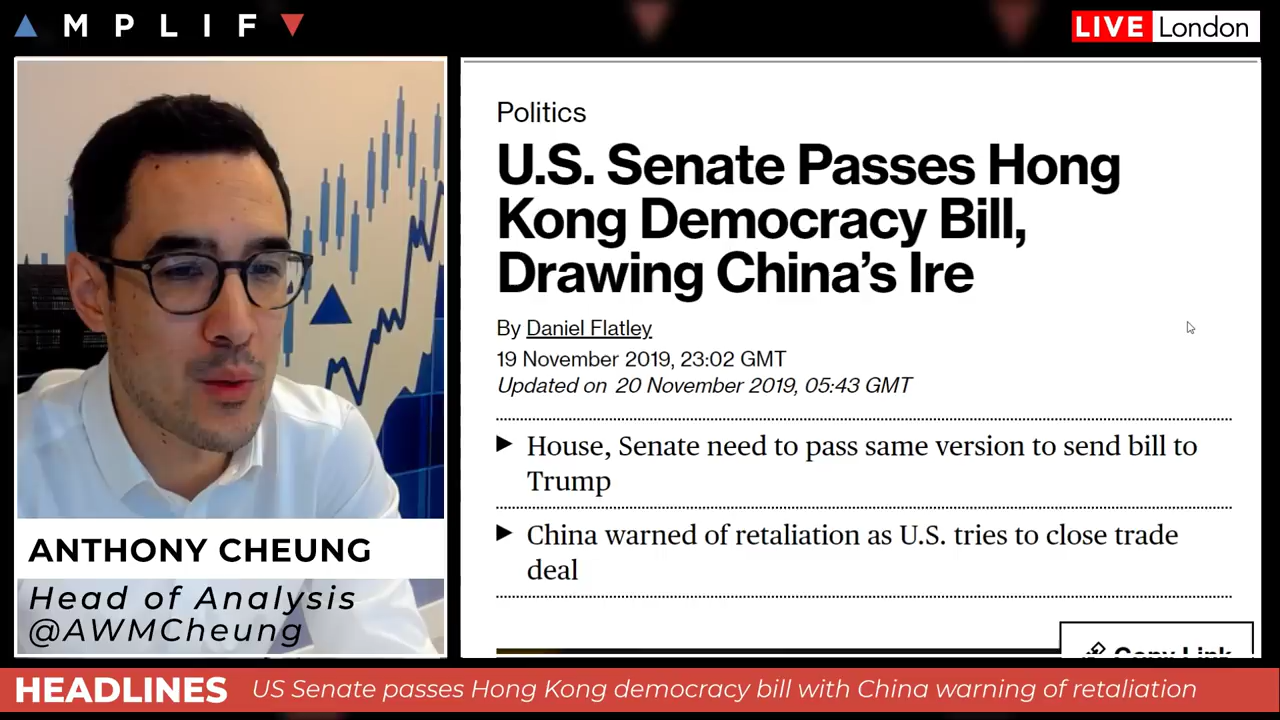 ▲ M P L I F ▼
LIVE London
Politics
U.S. Senate Passes Hong
Kong Democracy Bill,
Drawing China's Ire
By Daniel Flatley
19 November 2019, 23:02 GMT
Updated on 20 November 2019, 05:43 GMT
House, Senate need to pass same version to send bill to
Trump
China warned of retaliation as U.S. tries to close trade
deal
Copy Link
ANTHONY CHEUNG
Head of Analysis
@AWMCheung
HEADLINES US Senate passes Hong Kong democracy bill with China warning of retaliation